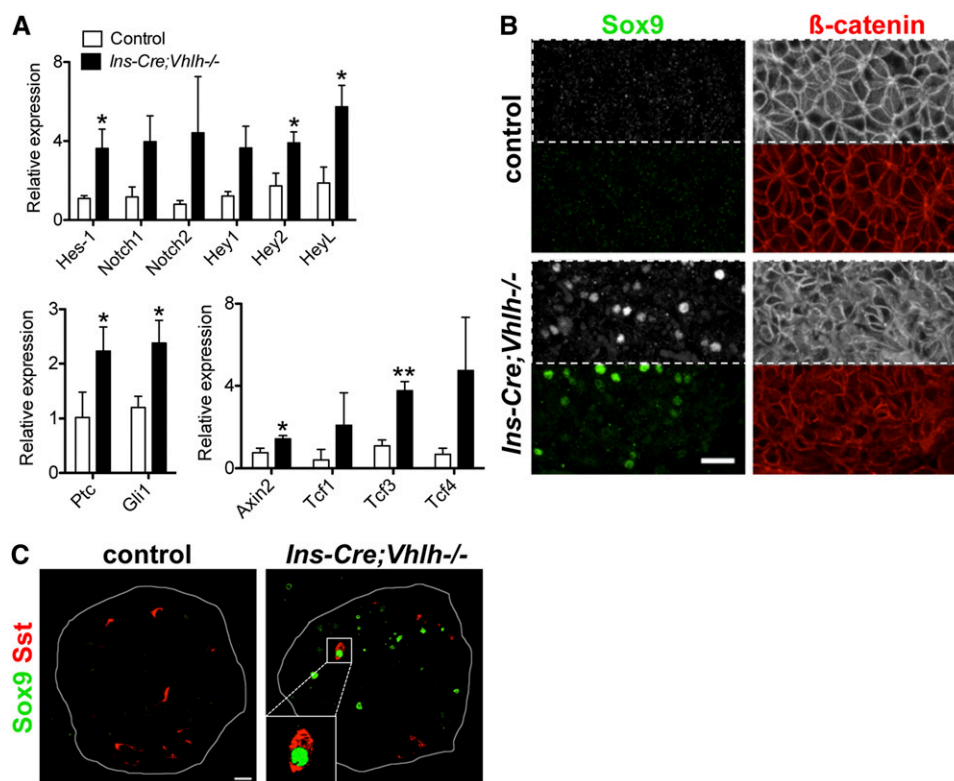 A
Control
Ins-Cre;Vhlh-/-
Relative expression
8
4
0
*
*
*
Hes-1
Notch1
Notch2
Hey1
Hey2
HeyL
Relative expression
3
2
1
0
*
*
Ptc
Gli1
Relative expression
8
4
0
*
**
Axin2
Tcf1
Tcf3
Tcf4
B
Sox9
ß-catenin
control
Ins-Cre;Vhlh-/-
C
control
Ins-Cre;Vhlh-/-
Sox9 Sst